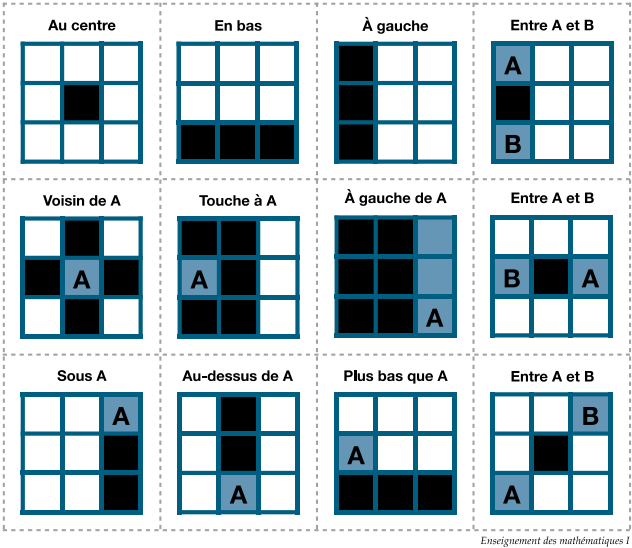 Au centre
En bas
À gauche
Entre A et B
A
B
Voisin de A
Touche à A
À gauche de A
Entre A et B
A
A
B
A
A
Sous A
Au-dessus de A
Plus bas que A
Entre A et B
A
B
A
A
A
Enseignement des mathématiques I